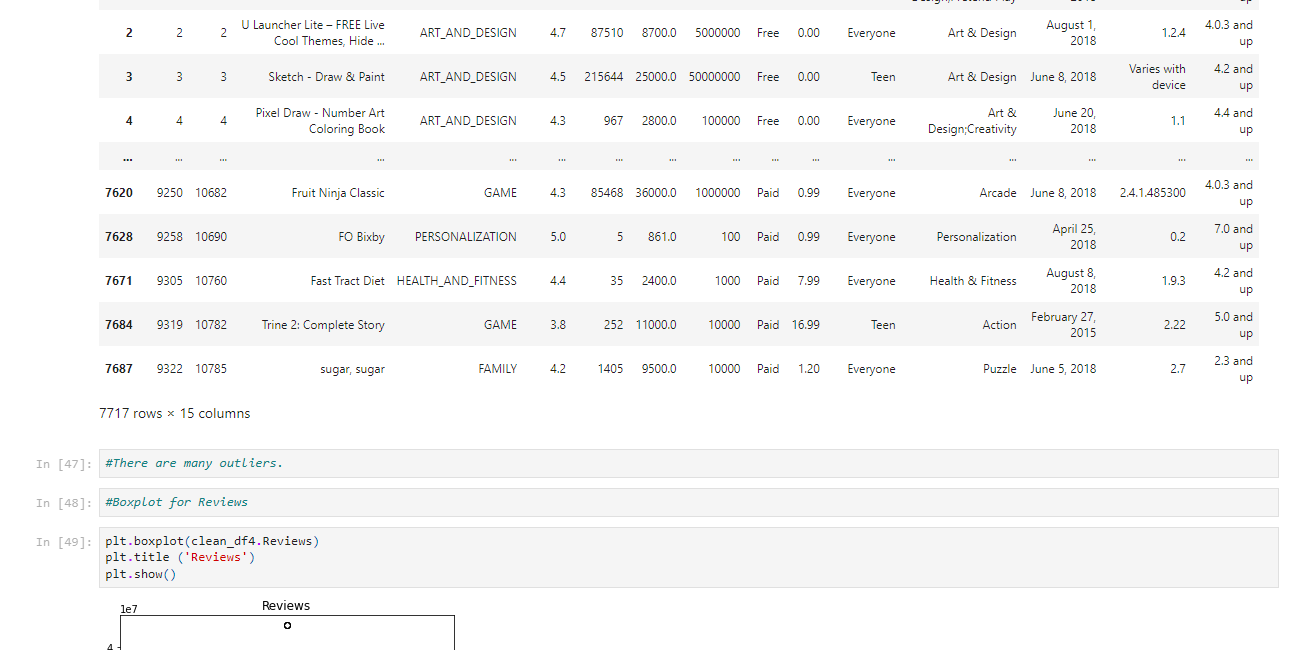 2 2 2 U Launcher Lite – FREE Live Cool Themes, Hide ... ART_AND_DESIGN 4.7 87510 8700.0 5000000 Free 0.00 Everyone Art & Design August 1, 2018 1.2.4 4.0.3 and up
3 3 3 Sketch - Draw & Paint ART_AND_DESIGN 4.5 215644 25000.0 50000000 Free 0.00 Teen Art & Design June 8, 2018 Varies with device 4.2 and up
4 4 4 Pixel Draw - Number Art Coloring Book ART_AND_DESIGN 4.3 967 2800.0 100000 Free 0.00 Everyone Art & Design;Creativity June 20, 2018 1.1 4.4 and up
... ... ... ... ... ... ... ... ... ... ... ... ... ... ... ...
7620 9250 10682 Fruit Ninja Classic GAME 4.3 85468 36000.0 1000000 Paid 0.99 Everyone Arcade June 8, 2018 2.4.1.485300 4.0.3 and up
7628 9258 10690 FO Bixby PERSONALIZATION 5.0 5 861.0 100 Paid 0.99 Everyone Personalization April 25, 2018 0.2 7.0 and up
7671 9305 10760 Fast Tract Diet HEALTH_AND_FITNESS 4.4 35 2400.0 1000 Paid 7.99 Everyone Health & Fitness August 8, 2018 1.9.3 4.2 and up
7684 9319 10782 Trine 2: Complete Story GAME 3.8 252 11000.0 10000 Paid 16.99 Teen Action February 27, 2015 2.22 5.0 and up
7687 9322 10785 sugar, sugar FAMILY 4.2 1405 9500.0 10000 Paid 1.20 Everyone Puzzle June 5, 2018 2.7 2.3 and up
7717 rows × 15 columns
In [47]: #There are many outliers.
In [48]: #Boxplot for Reviews
In [49]: plt.boxplot(clean_df4.Reviews)
plt.title ('Reviews')
plt.show()
1e7 Reviews
4